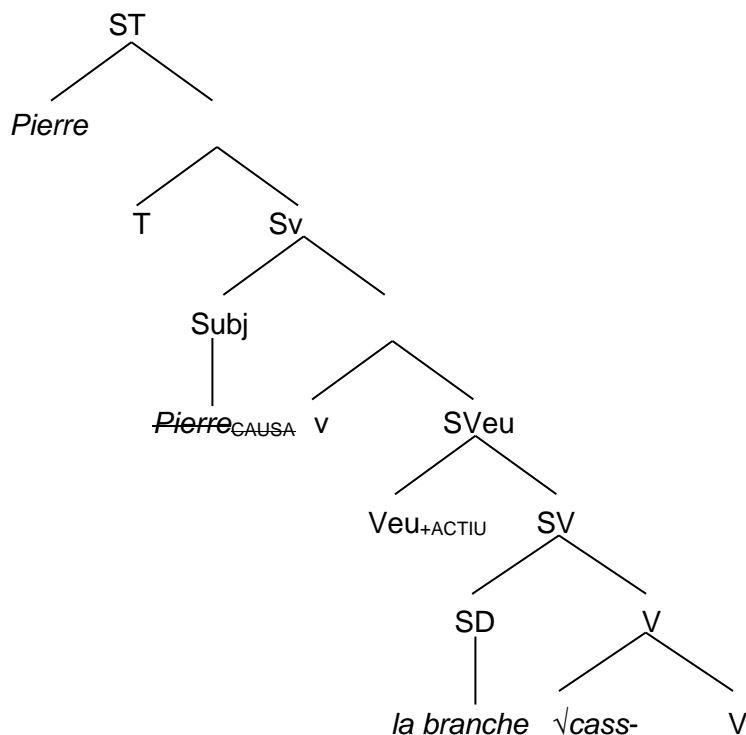 ST
Pierre
T Sv
Subj
PierreCAUSA v SVeu
Veu+ACTIU SV
SD V
la branche √cass- V